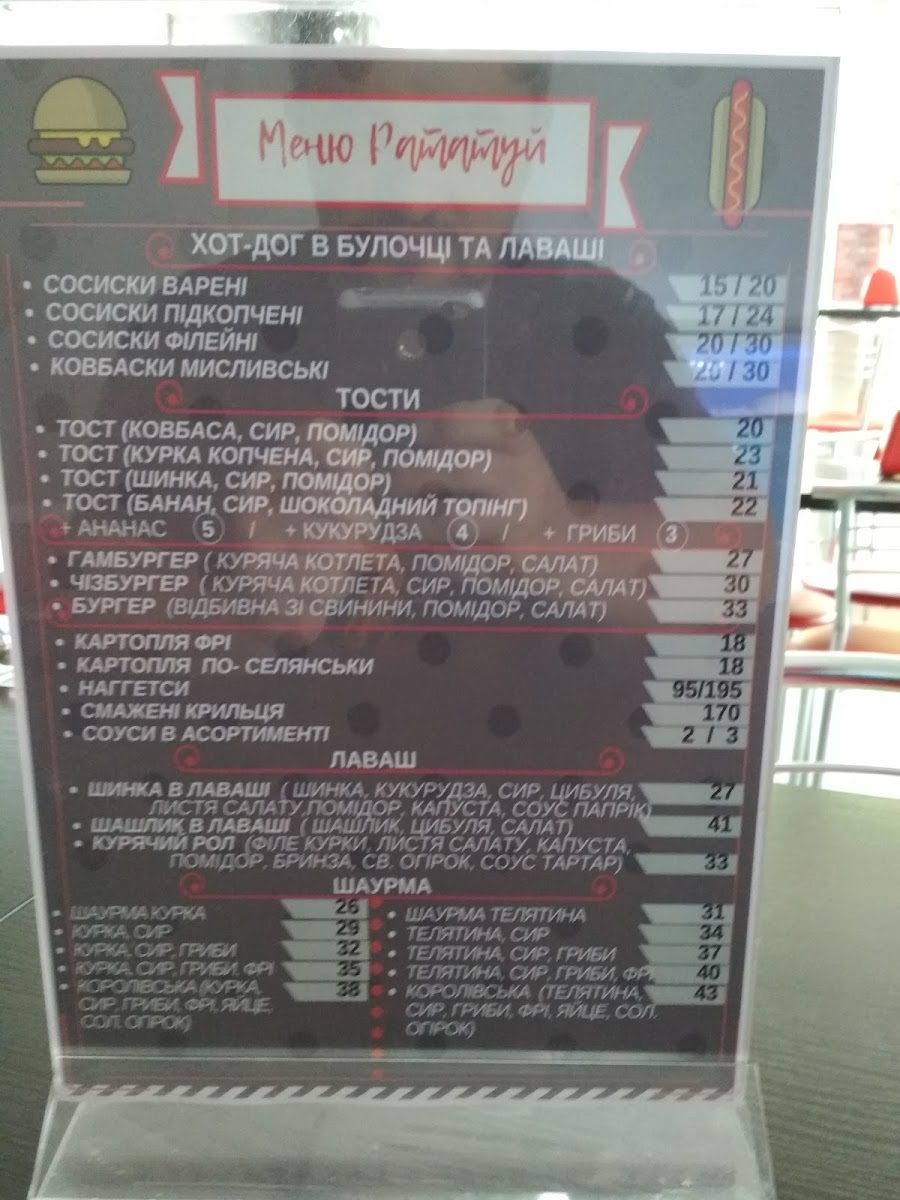 Меню Рататуй
ХОТ-ДОГ В БУЛОЧЦІ ТА ЛАВАШІ
• СОСИСКИ ВАРЕНІ 15 / 20
• СОСИСКИ ПІДКОПЧЕНІ 17 / 24
• СОСИСКИ ФІЛЕЙНІ 20 / 30
• КОВБАСКИ МИСЛИВСЬКІ 20 / 30
ТОСТИ
• ТОСТ (КОВБАСА, СИР, ПОМІДОР) 20
• ТОСТ (КУРКА КОПЧЕНА, СИР, ПОМІДОР) 23
• ТОСТ (ШИНКА, СИР, ПОМІДОР) 21
• ТОСТ (БАНАН, СИР, ШОКОЛАДНИЙ ТОПІНГ) 22
+ АНАНАС 5 / + КУКУРУДЗА 4 / + ГРИБИ 3
• ГАМБУРГЕР ( КУРЯЧА КОТЛЕТА, ПОМІДОР, САЛАТ) 27
• ЧІЗБУРГЕР ( КУРЯЧА КОТЛЕТА, СИР, ПОМІДОР, САЛАТ) 30
• БУРГЕР (ВІДБИВНА ЗІ СВИНИНИ, ПОМІДОР, САЛАТ) 33
• КАРТОПЛЯ ФРІ 18
• КАРТОПЛЯ ПО- СЕЛЯНСЬКИ 18
• НАГГЕТСИ 95/195
• СМАЖЕНІ КРИЛЬЦЯ 170
• СОУСИ В АСОРТИМЕНТІ 2 / 3
ЛАВАШ
• ШИНКА В ЛАВАШІ ( ШИНКА, КУКУРУДЗА, СИР, ЦИБУЛЯ, 27
ЛИСТЯ САЛАТУ,ПОМІДОР, КАПУСТА, СОУС ПАПРІК)
• ШАШЛИК В ЛАВАШІ ( ШАШЛИК, ЦИБУЛЯ, САЛАТ) 41
• КУРЯЧИЙ РОЛ (ФІЛЕ КУРКИ, ЛИСТЯ САЛАТУ, КАПУСТА,
ПОМІДОР, БРИНЗА, СВ. ОГІРОК, СОУС ТАРТАР) 33
ШАУРМА
• ШАУРМА КУРКА 26
• КУРКА, СИР 29
• КУРКА, СИР, ГРИБИ 32
• КУРКА, СИР, ГРИБИ, ФРІ 35
• КОРОЛІВСЬКА (КУРКА, 38
СИР, ГРИБИ, ФРІ, ЯЙЦЕ,
СОЛ. ОГІРОК)
• ШАУРМА ТЕЛЯТИНА 31
• ТЕЛЯТИНА, СИР 34
• ТЕЛЯТИНА, СИР, ГРИБИ 37
• ТЕЛЯТИНА, СИР, ГРИБИ, ФРІ 40
• КОРОЛІВСЬКА (ТЕЛЯТИНА, 43
СИР, ГРИБИ, ФРІ, ЯЙЦЕ, СОЛ.
ОГІРОК)